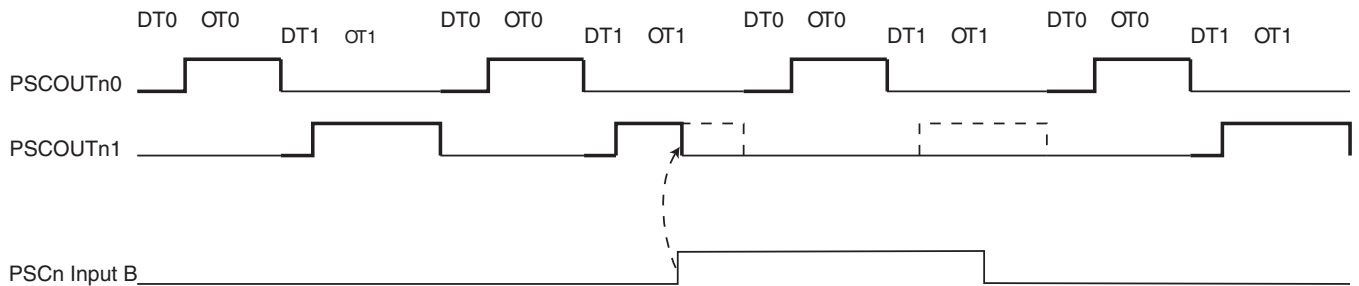 DT0 OT0 DT0 OT0 DT0 OT0 DT0 OT0
DT1 OT1 DT1 OT1 DT1 OT1 DT1 OT1
PSCOUTn0
PSCOUTn1
PSCn Input B